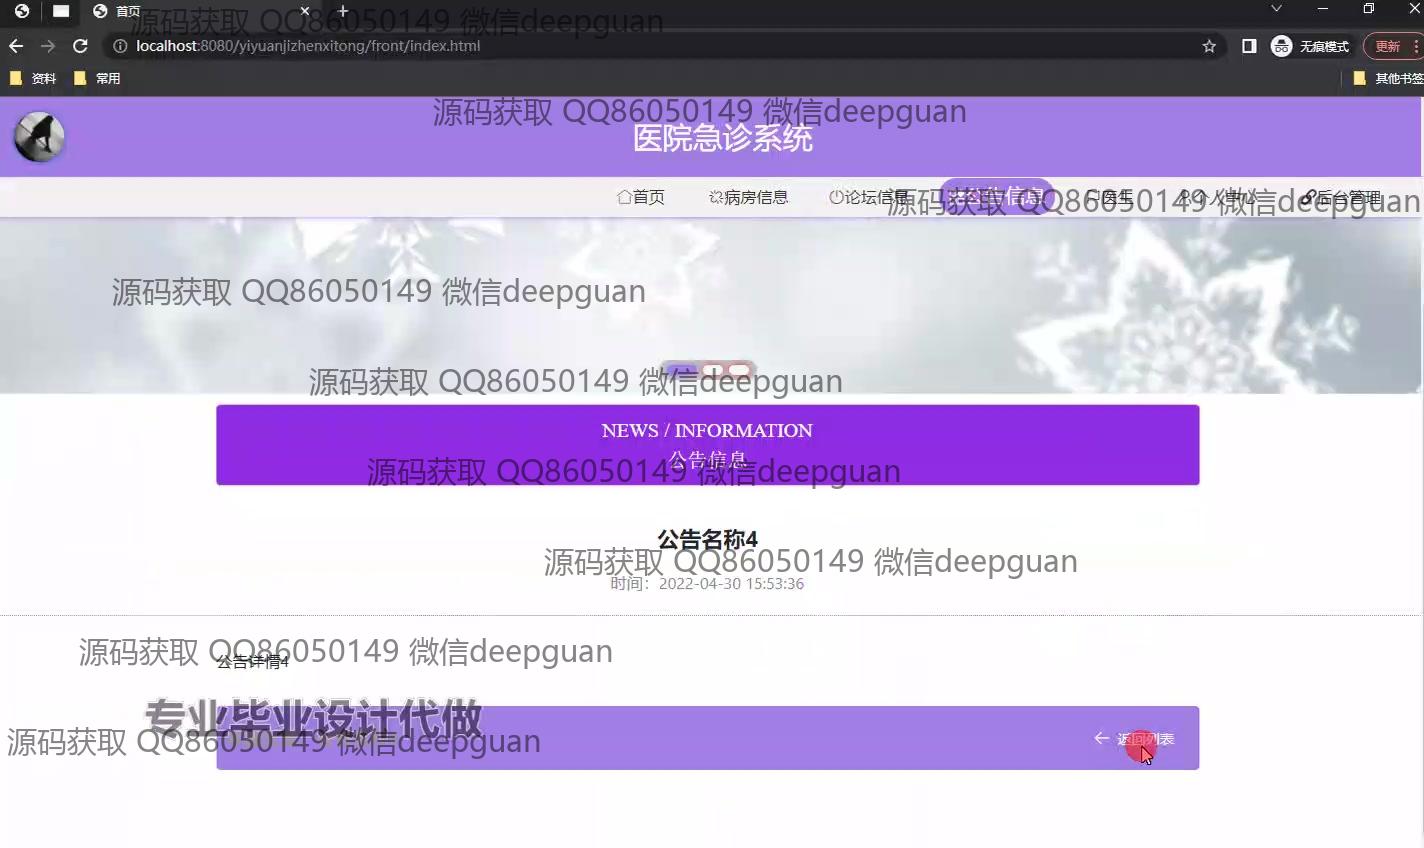 首页
源码获取 QQ86050149 微信deepguan
localhost:8080/yiyuanjizhenxitong/front/index.html
无痕模式
更新
资料
常用
其他书签
源码获取 QQ86050149 微信deepguan
医院急诊系统
首页
病房信息
论坛信息
公告信息
医生
个人中心
后台管理
源码获取 QQ86050149 微信deepguan
源码获取 QQ86050149 微信deepguan
源码获取 QQ86050149 微信deepguan
NEWS / INFORMATION
公告信息
源码获取 QQ86050149 微信deepguan
公告名称4
源码获取 QQ86050149 微信deepguan
时间：2022-04-30 15:53:36
源码获取 QQ86050149 微信deepguan
公告详情4
专业毕业设计代做
源码获取 QQ86050149 微信deepguan
返回列表